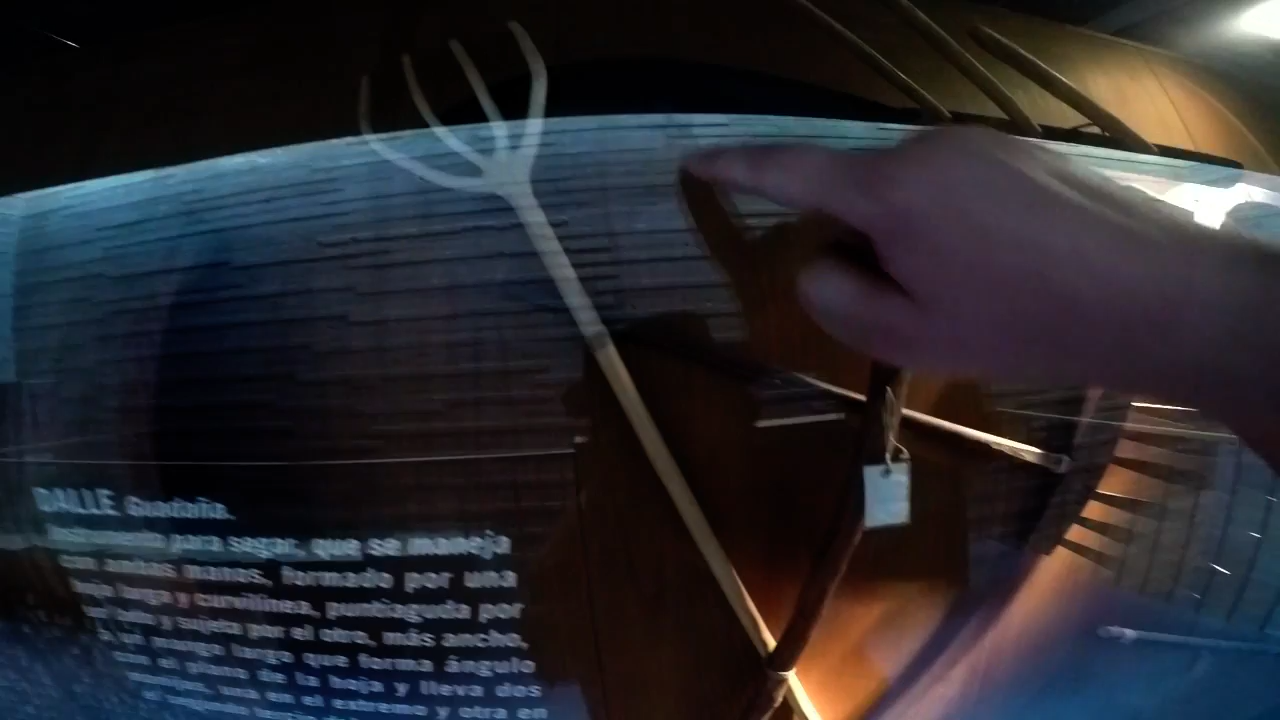 DALLE Guadaña.
Instrumento para segar, que se maneja
con ambas manos, formado por una
hoja larga y curvilínea, puntiaguda por
un lado y sujeta por el otro, más ancho,
a un mango largo que forma ángulo
con el plano de la hoja y lleva dos
manijas, una en el extremo y otra en